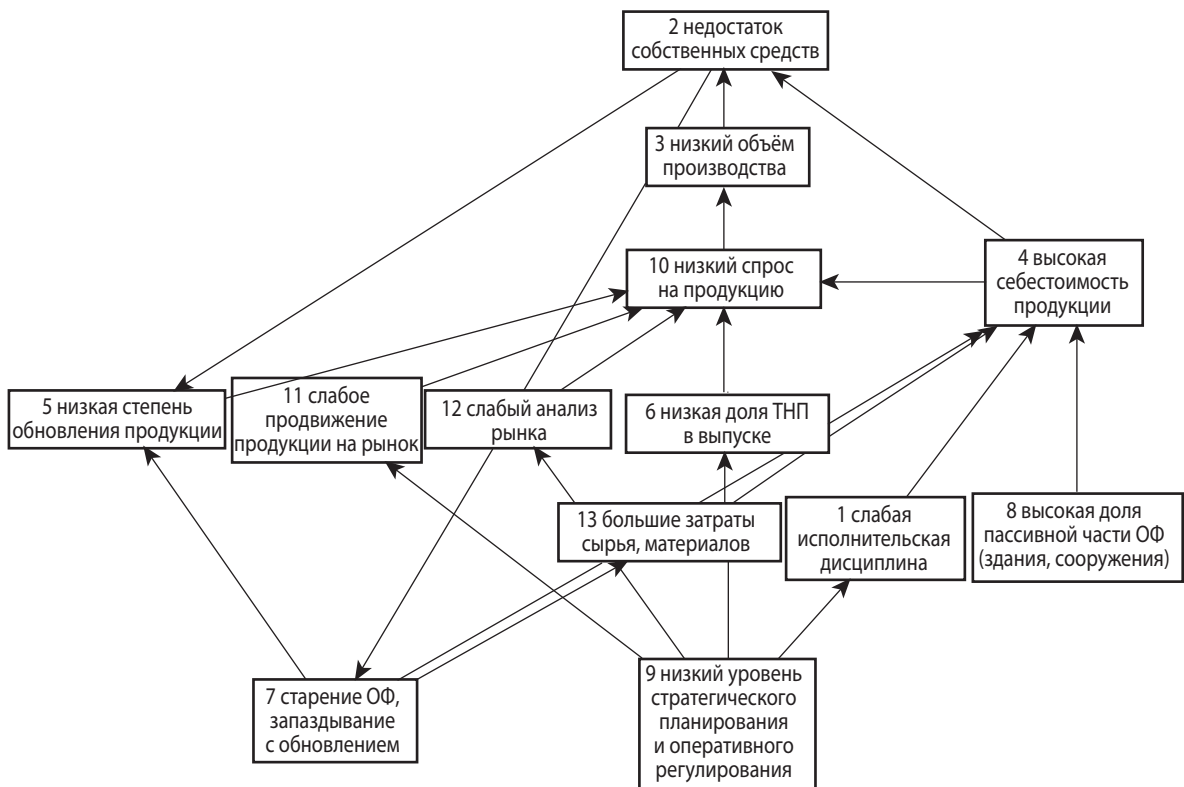 2 недостаток
собственных средств
3 низкий объём
производства
10 низкий спрос
на продукцию
4 высокая
себестоимость
продукции
5 низкая степень
обновления продукции
11 слабое
продвижение
продукции на рынок
12 слабый анализ
рынка
6 низкая доля ТНП
в выпуске
13 большие затраты
сырья, материалов
1 слабая
исполнительская
дисциплина
8 высокая доля
пассивной части ОФ
(здания, сооружения)
7 старение ОФ,
запаздывание
с обновлением
9 низкий уровень
стратегического
планирования
и оперативного
регулирования